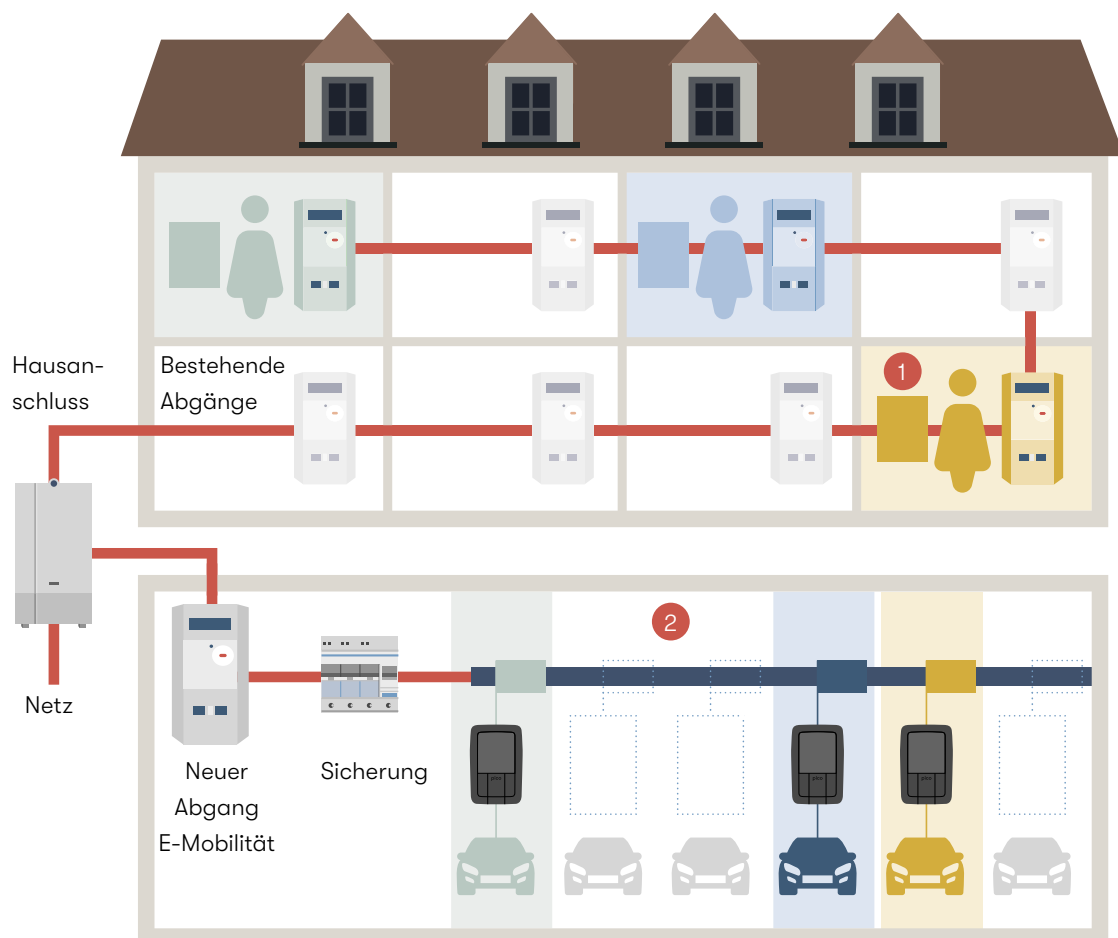 1
Hausan-
schluss
Bestehende
Abgänge
2
Netz
Neuer
Abgang
E-Mobilität
Sicherung